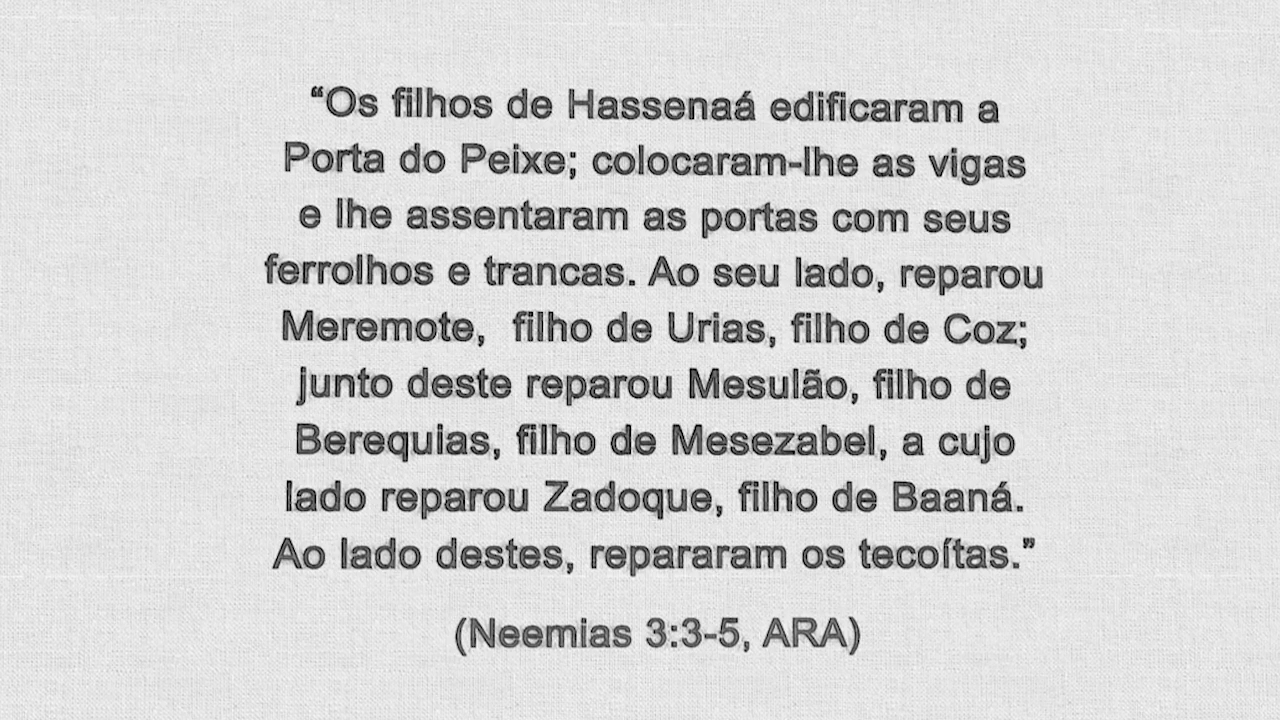 “Os filhos de Hassenaá edificaram a
Porta do Peixe; colocaram-lhe as vigas
e lhe assentaram as portas com seus
ferrolhos e trancas. Ao seu lado, reparou
Meremote,  filho de Urias, filho de Coz;
junto deste reparou Mesulão, filho de
Berequias, filho de Mesezabel, a cujo
lado reparou Zadoque, filho de Baaná.
Ao lado destes, repararam os tecoítas.”
(Neemias 3:3-5, ARA)